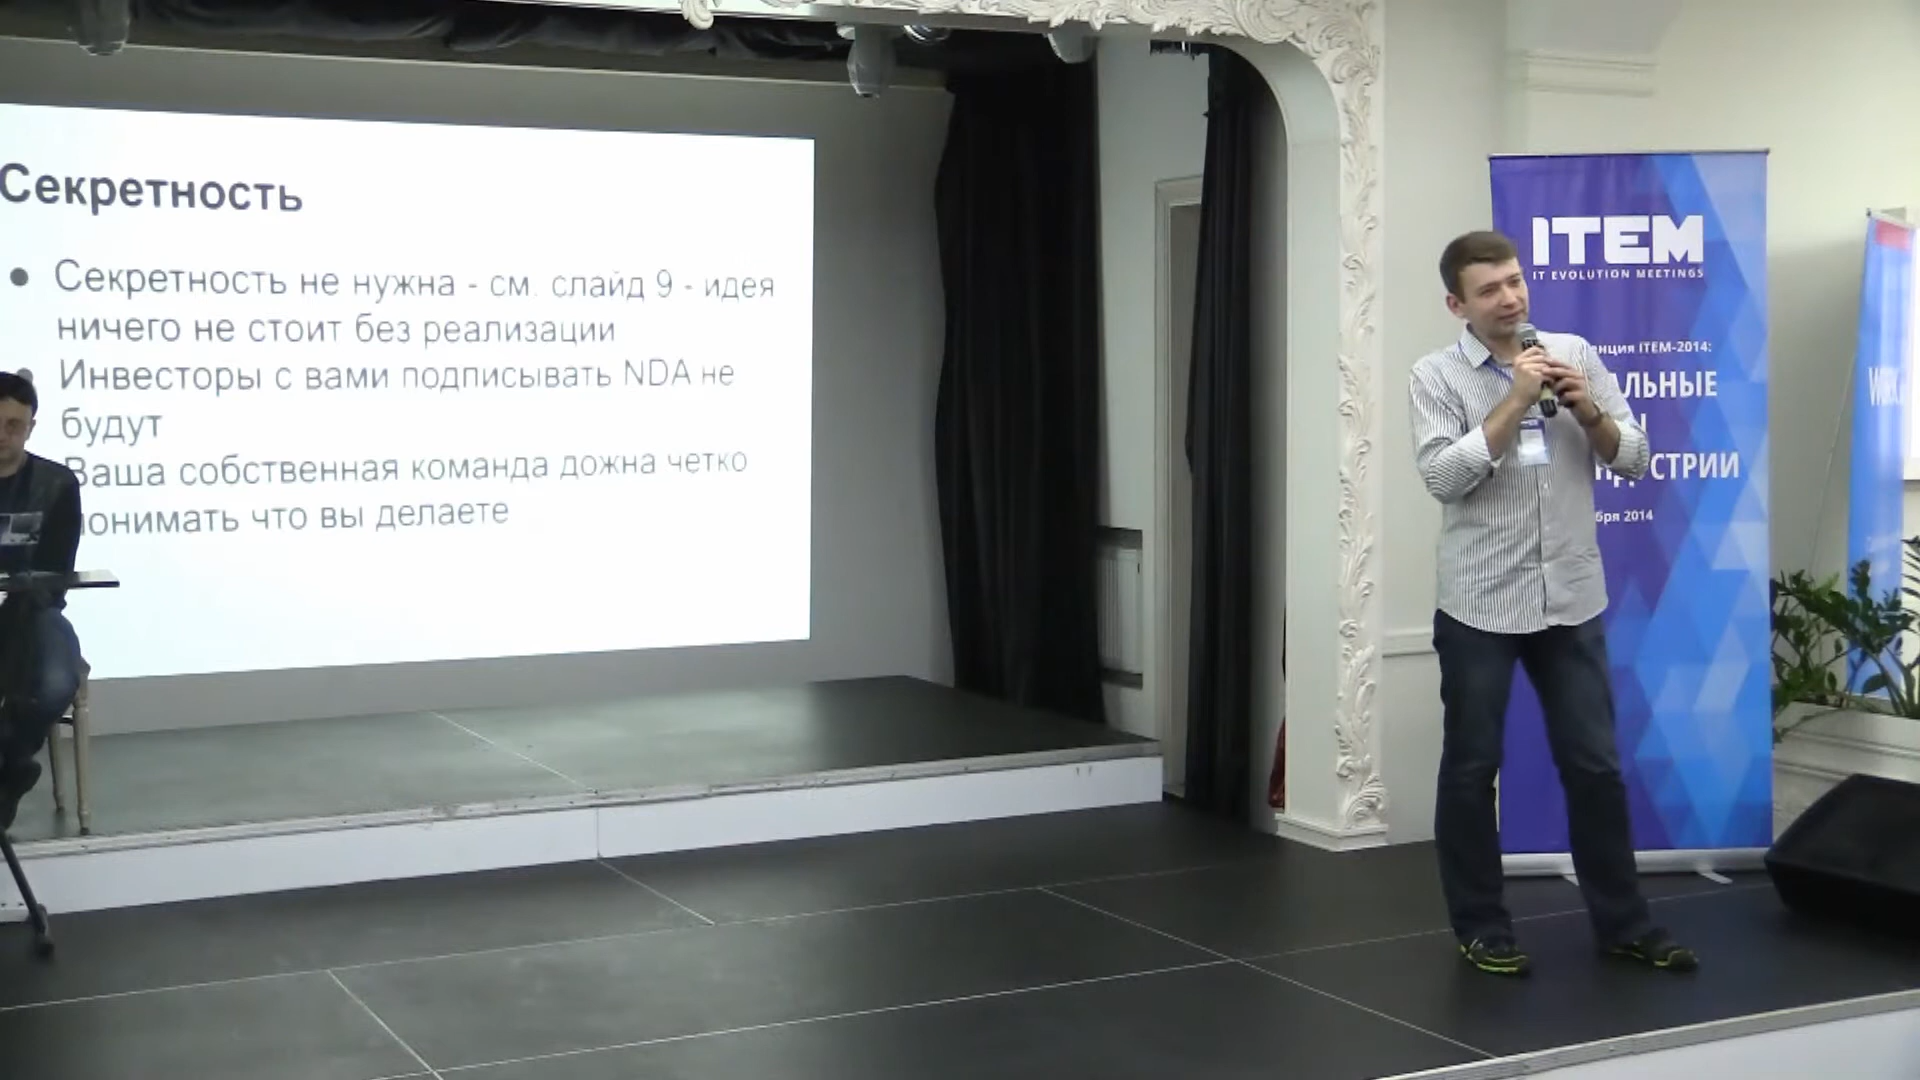 Секретность
Секретность не нужна - см. слайд 9 - идея
ничего не стоит без реализации
Инвесторы с вами подписывать NDA не
будут
Ваша собственная команда дожна четко
понимать что вы делаете
ITEM
IT EVOLUTION MEETINGS
енция ITEM-2014:
АЛЬНЫЕ
СТРИИ
бря 2014